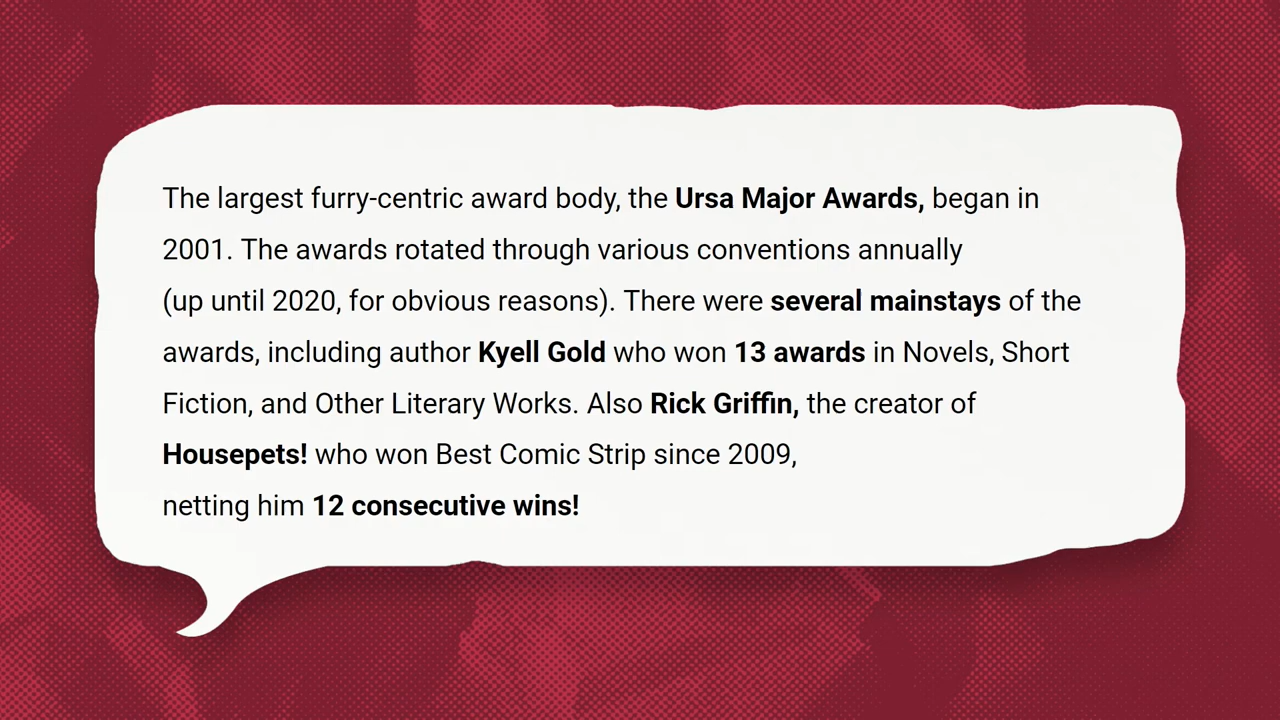 The largest furry-centric award body, the Ursa Major Awards, began in
2001. The awards rotated through various conventions annually
(up until 2020, for obvious reasons). There were several mainstays of the
awards, including author Kyell Gold who won 13 awards in Novels, Short
Fiction, and Other Literary Works. Also Rick Griffin, the creator of
Housepets! who won Best Comic Strip since 2009,
netting him 12 consecutive wins!